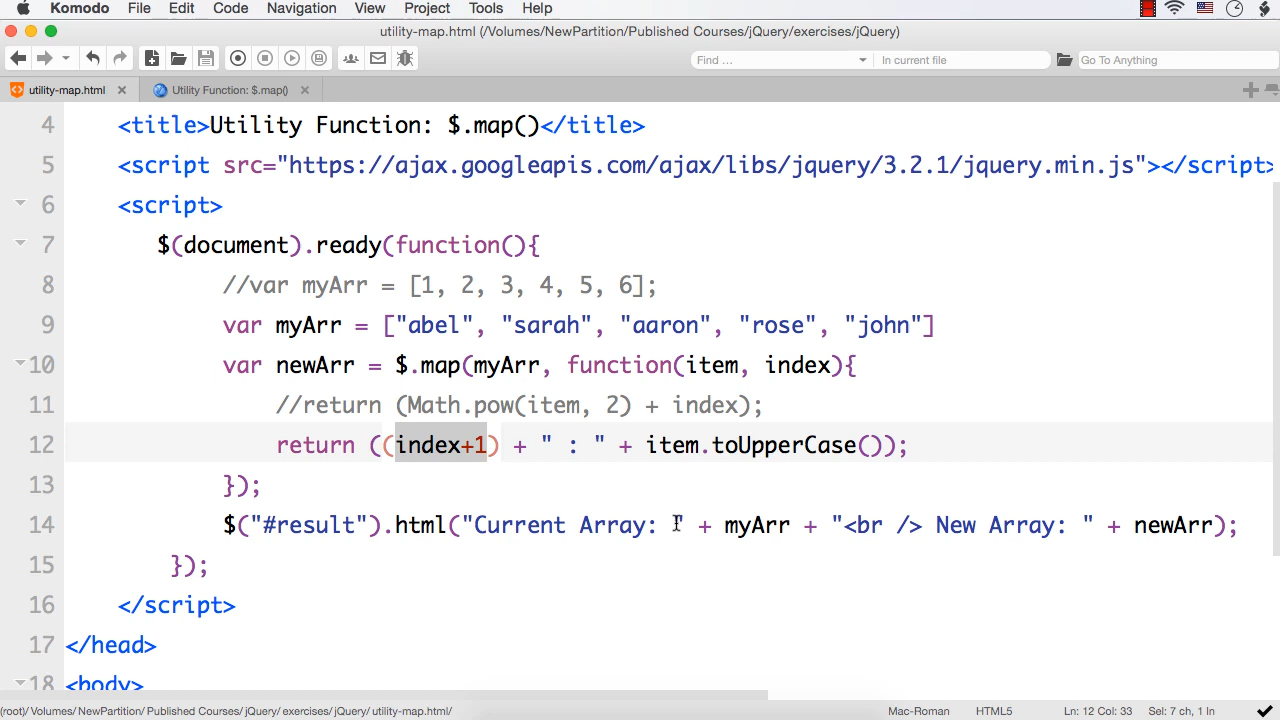 Komodo File Edit Code Navigation View Project Tools Help
utility-map.html (/Volumes/NewPartition/Published Courses/jQuery/exercises/jQuery)
Find ... In current file Go To Anything
utility-map.html Utility Function: $.map()
4 <title>Utility Function: $.map()</title>
5 <script src="https://ajax.googleapis.com/ajax/libs/jquery/3.2.1/jquery.min.js"></script>
6 <script>
7 $(document).ready(function(){
8 //var myArr = [1, 2, 3, 4, 5, 6];
9 var myArr = ["abel", "sarah", "aaron", "rose", "john"]
10 var newArr = $.map(myArr, function(item, index){
11 //return (Math.pow(item, 2) + index);
12 return ((index+1) + " : " + item.toUpperCase());
13 });
14 $("#result").html("Current Array: " + myArr + "<br /> New Array: " + newArr);
15 });
16 </script>
17 </head>
18 <body>
(root)/Volumes/NewPartition/Published Courses/jQuery/exercises/jQuery/utility-map.html/ Mac-Roman HTML5 Ln: 12 Col: 33 Sel: 7 ch, 1 ln